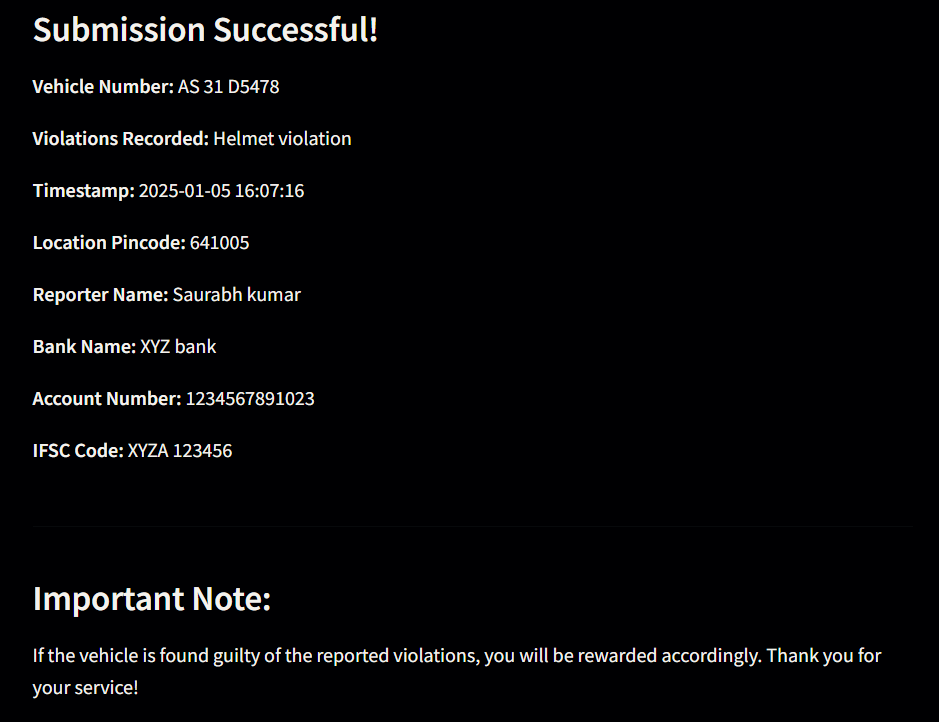 Submission Successful!
Vehicle Number: AS 31 D5478
Violations Recorded: Helmet violation
Timestamp: 2025-01-05 16:07:16
Location Pincode: 641005
Reporter Name: Saurabh kumar
Bank Name: XYZ bank
Account Number: 1234567891023
IFSC Code: XYZA 123456
Important Note:
If the vehicle is found guilty of the reported violations, you will be rewarded accordingly. Thank you for
your service!